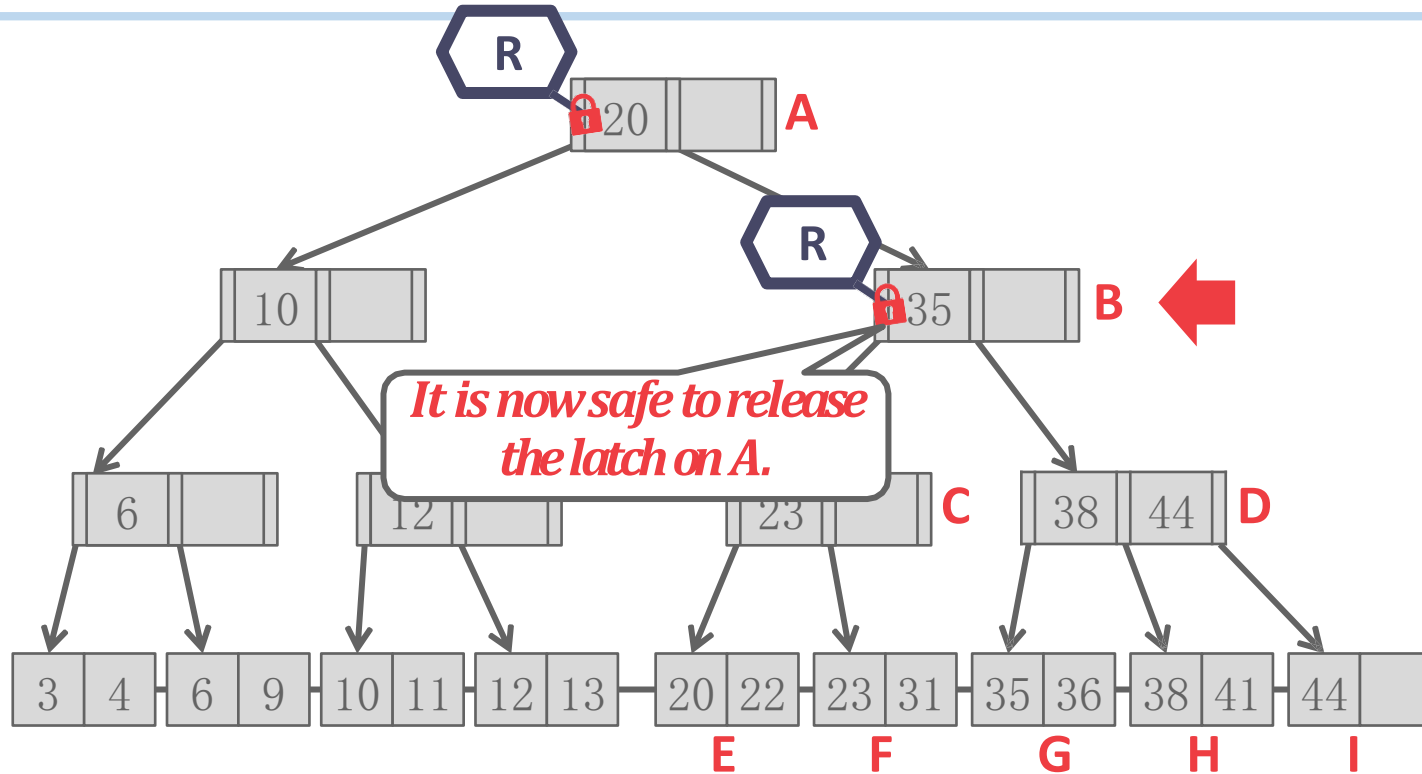 R
20 A
R
10
35 B
It is now safe to release
the latch on A.
6
12
23 C
38 44 D
3 4 6 9 10 11 12 13 20 22 23 31 35 36 38 41 44
E F G H I